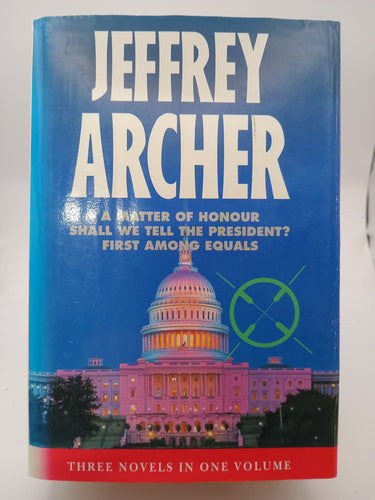 JEFFREY
ARCHER
A MATTER OF HONOUR
SHALL WE TELL THE PRESIDENT?
FIRST AMONG EQUALS
THREE NOVELS IN ONE VOLUME